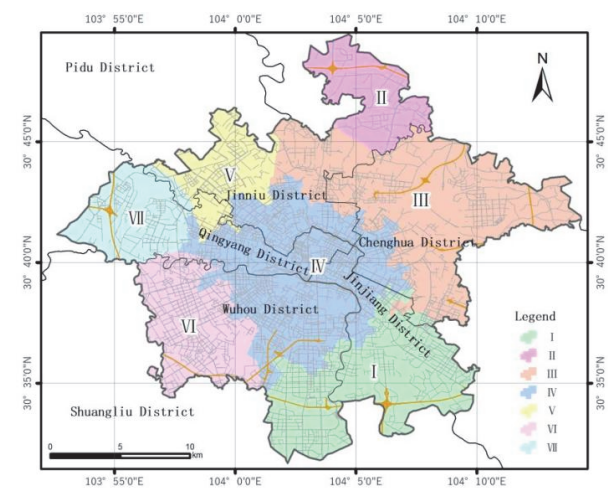 103° 55'0"E 104° 0'0"E 104° 5'0"E 104° 10'0"E
Pidu District
N
II
30° 45'0"N 30° 45'0"N
V
Jinniu District
III
VII
Qingyang District
Chenghua District
30° 40'0"N 30° 40'0"N
IV
Jinjiang District
Wuhou District
VI
Legend
I
II
III
IV
V
VI
VII
I
30° 35'0"N 30° 35'0"N
Shuangliu District
0 5 10 km
103° 55'0"E 104° 0'0"E 104° 5'0"E 104° 10'0"E